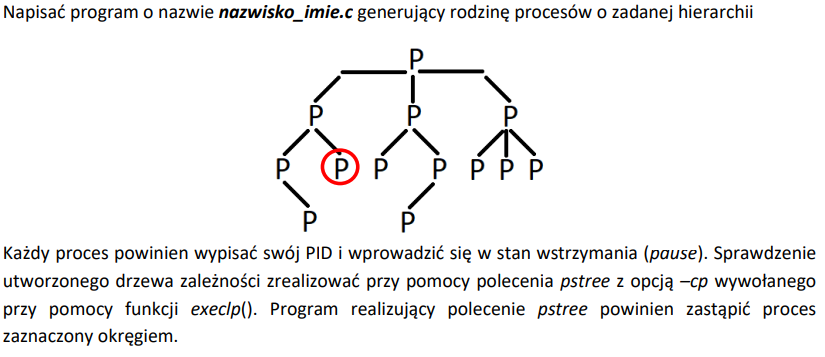 Napisać program o nazwie nazwisko_imie.c generujący rodzinę procesów o zadanej hierarchii
P
P P P
P P P P P P P
P P
Każdy proces powinien wypisać swój PID i wprowadzić się w stan wstrzymania (pause). Sprawdzenie
utworzonego drzewa zależności zrealizować przy pomocy polecenia pstree z opcją –cp wywołanego
przy pomocy funkcji execlp(). Program realizujący polecenie pstree powinien zastąpić proces
zaznaczony okręgiem.